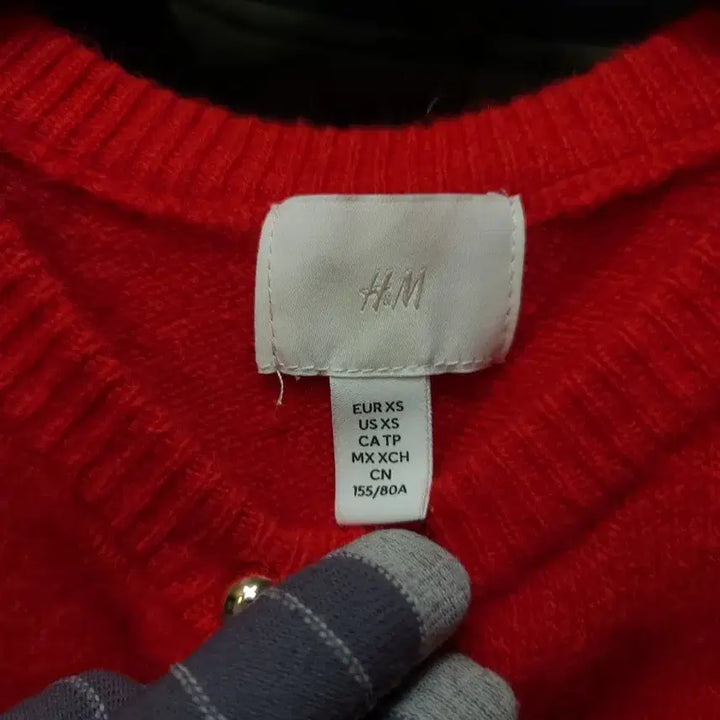 H&M
EUR XS
US XS
CA TP
MX XCH
CN
155/80A